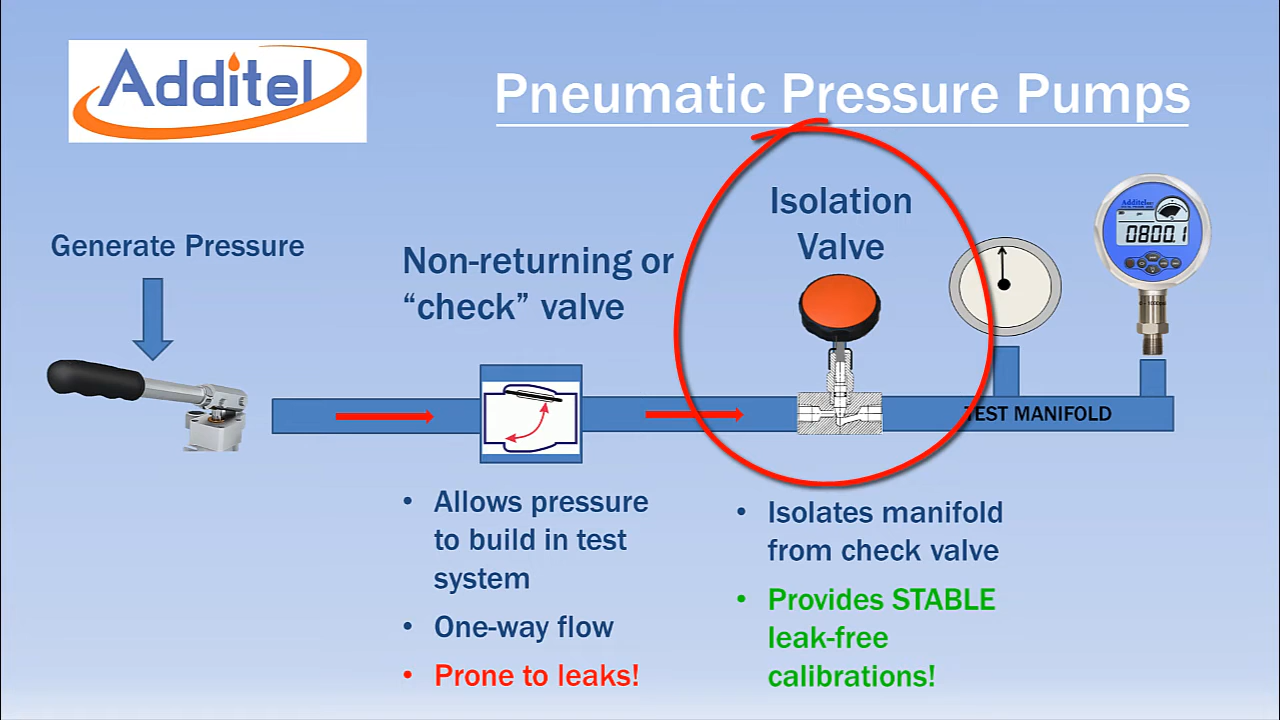 Additel
Pneumatic Pressure Pumps
Generate Pressure
Non-returning or
“check” valve
Isolation
Valve
Additel
0800.1
TEST MANIFOLD
• Allows pressure
to build in test
system
• One-way flow
• Prone to leaks!
• Isolates manifold
from check valve
• Provides STABLE
leak-free
calibrations!